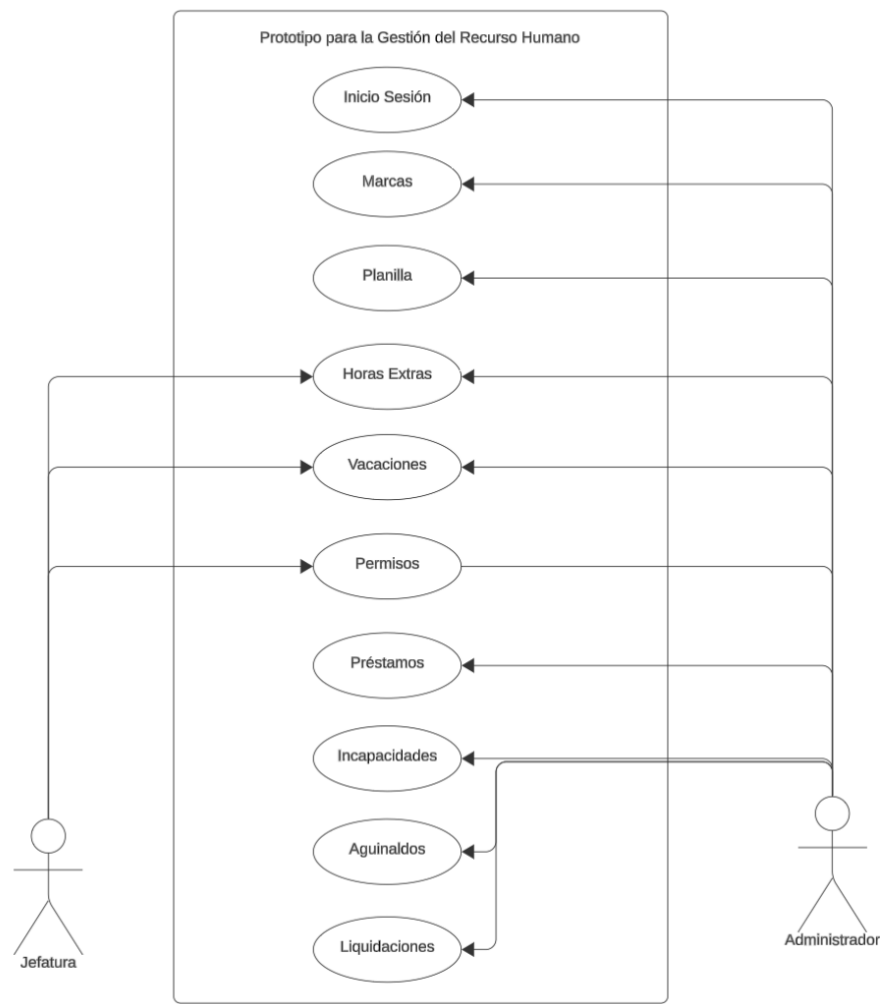 Prototipo para la Gestión del Recurso Humano
Inicio Sesión
Marcas
Planilla
Horas Extras
Vacaciones
Permisos
Préstamos
Incapacidades
Aguinaldos
Liquidaciones
Jefatura
Administrador